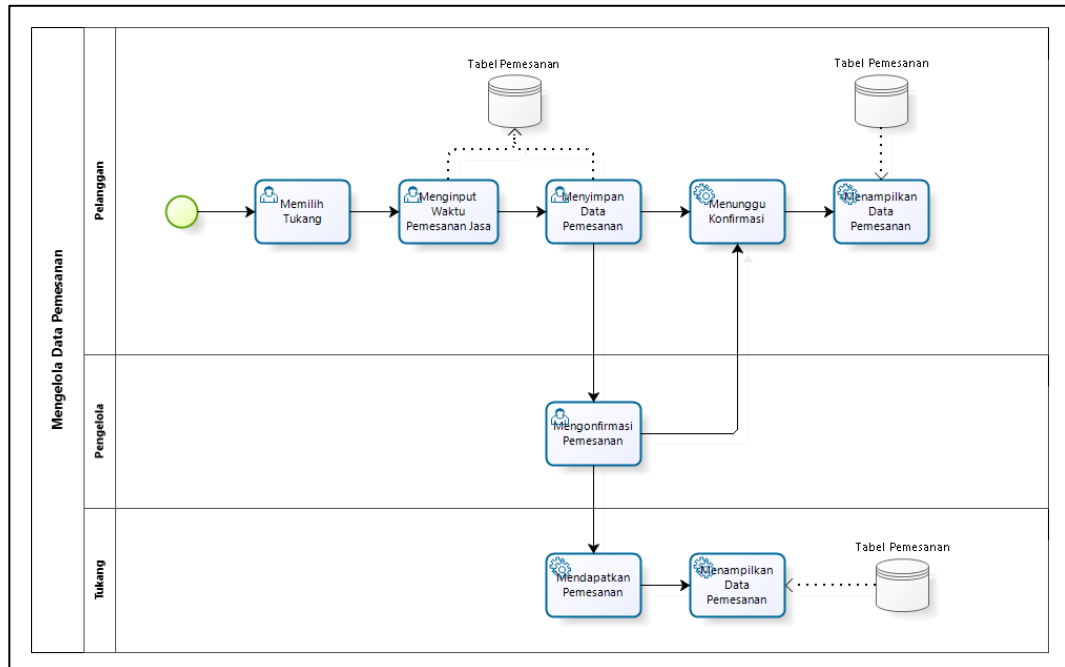 Mengelola Data Pemesanan
Pelanggan
Tabel Pemesanan
Tabel Pemesanan
Memilih
Tukang
Menginput
Waktu
Pemesanan Jasa
Menyimpan
Data
Pemesanan
Menunggu
Konfirmasi
Menampilkan
Data
Pemesanan
Pengelola
Mengonfirmasi
Pemesanan
Tukang
Mendapatkan
Pemesanan
Menampilkan
Data
Pemesanan
Tabel Pemesanan